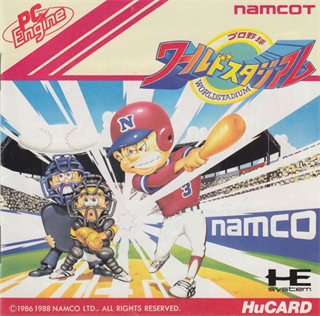 PC
Engine
namcoT
プロ野球
ワールドスタジアム
WORLDSTADIUM
N
3
namco
HE
system
©1986 1988 NAMCO LTD., ALL RIGHTS RESERVED.
HuCARD